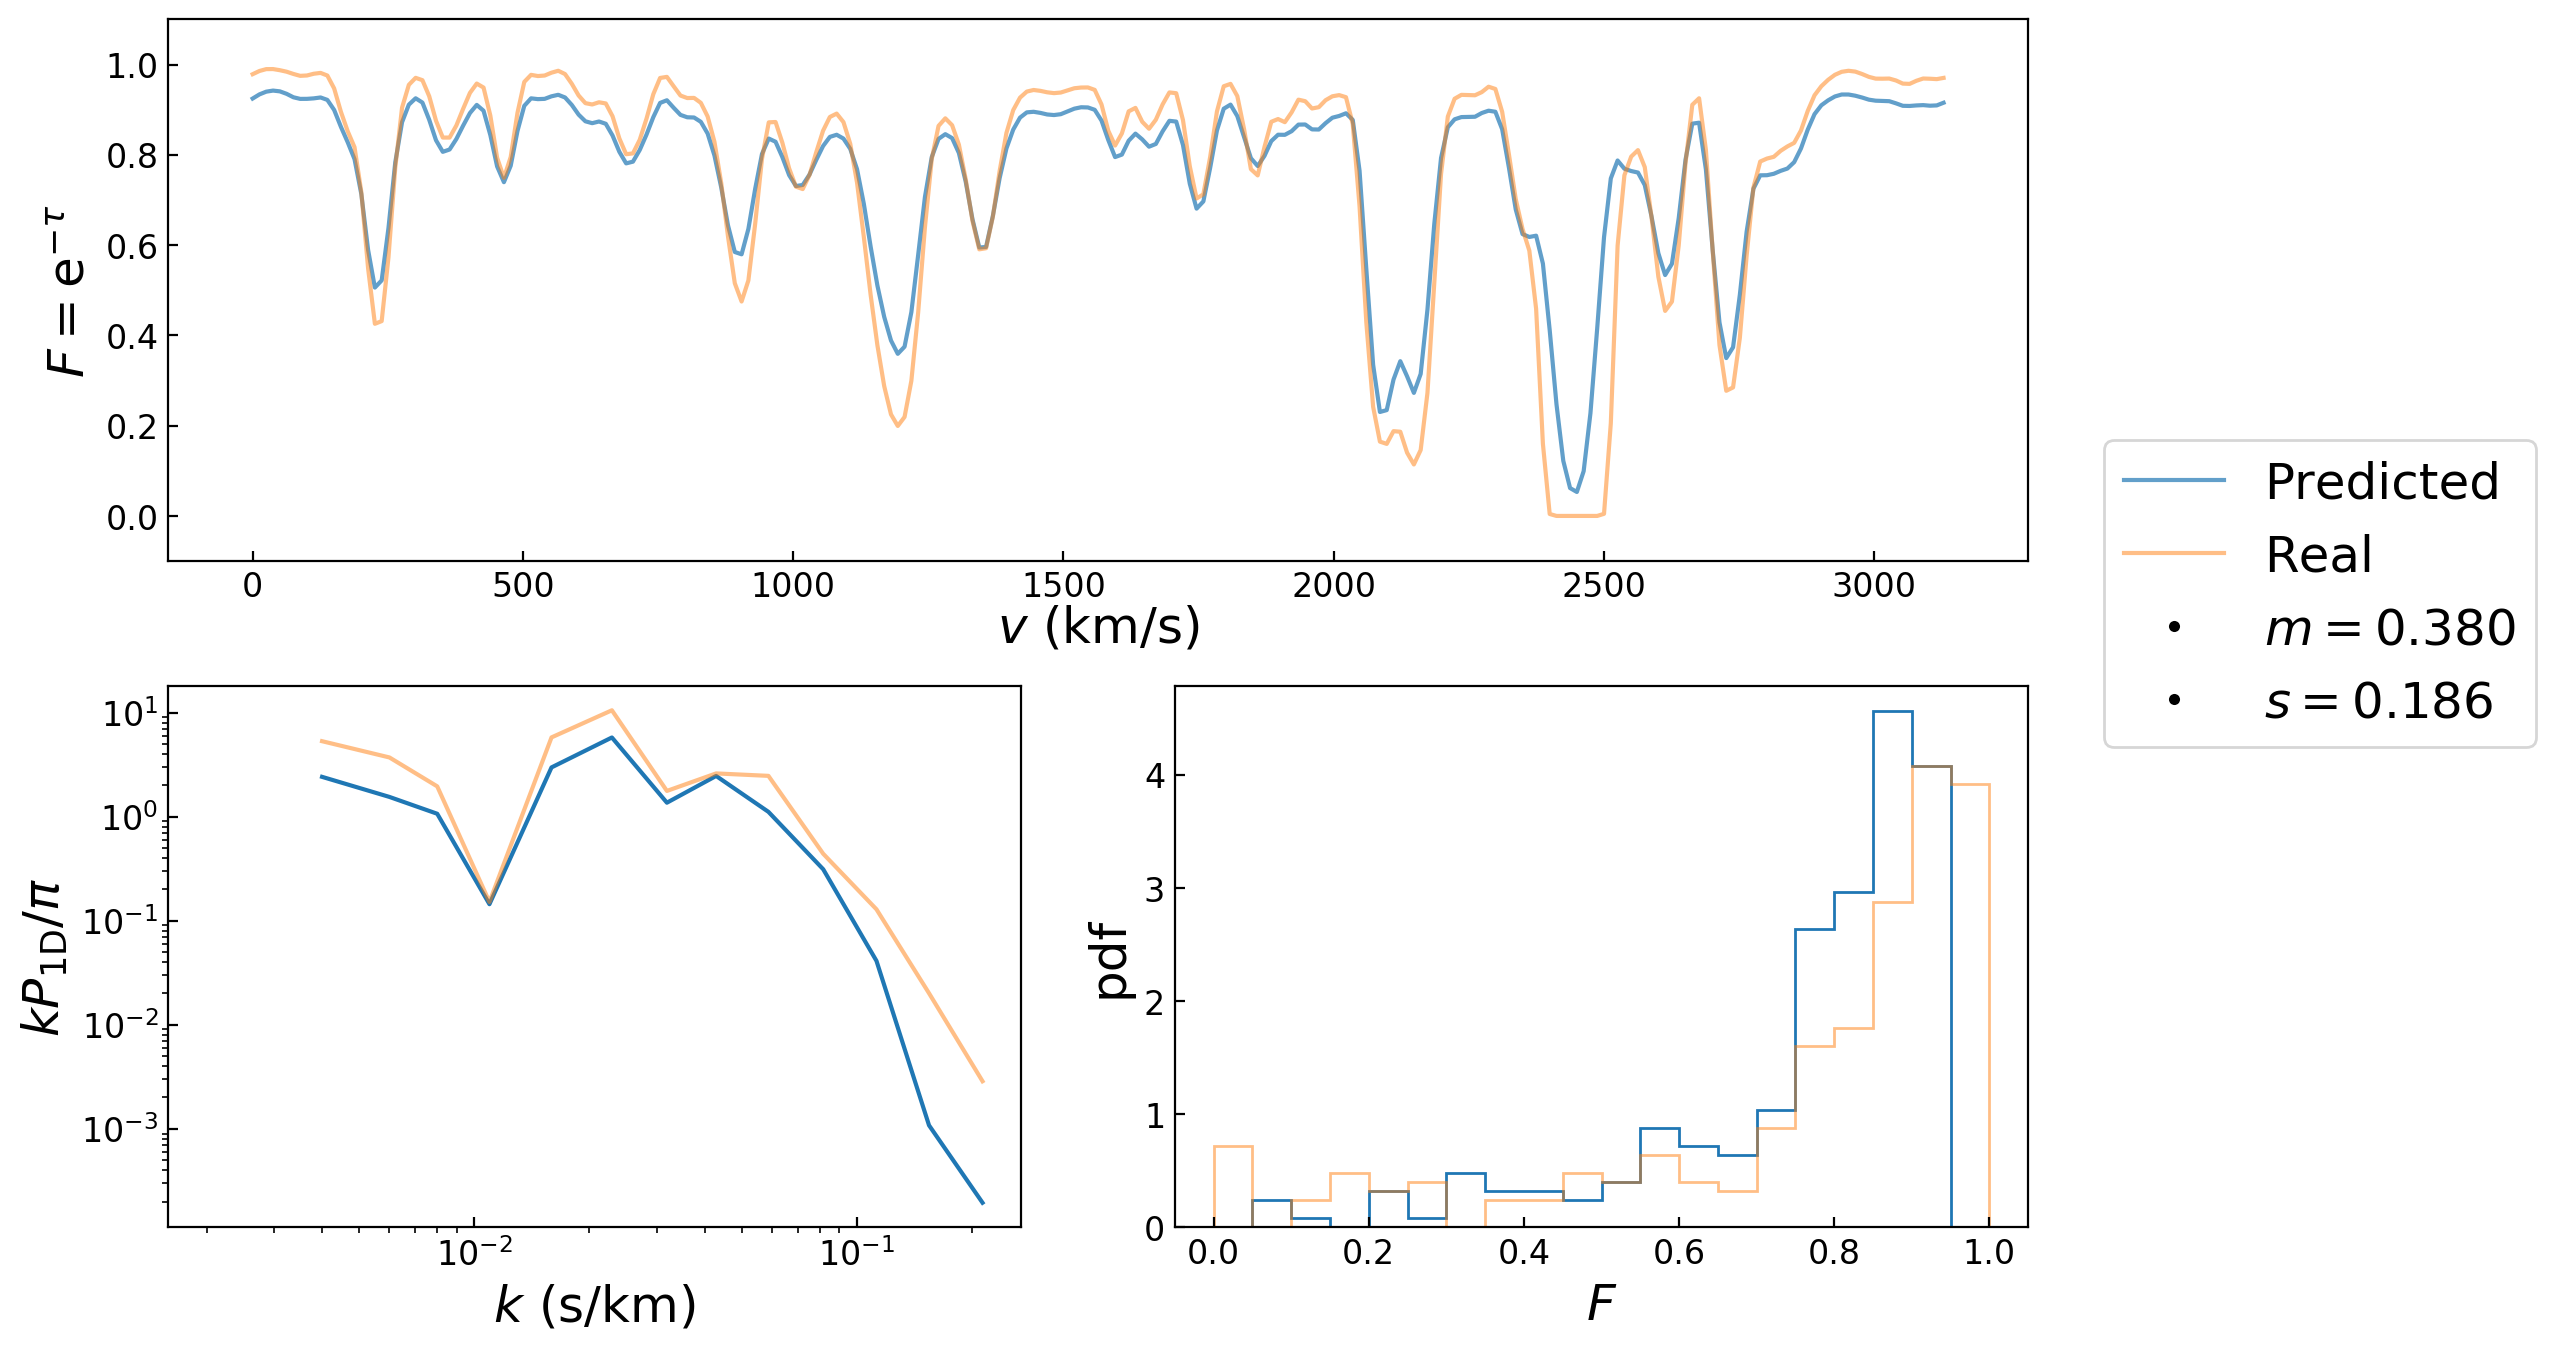 1.0
0.8
0.6
0.4
0.2
0.0
F = e^{-τ}
0 500 1000 1500 2000 2500 3000
v (km/s)
Predicted
Real
m = 0.380
s = 0.186
10^1
10^0
10^{-1}
10^{-2}
10^{-3}
kP_{1D}/π
10^{-2} 10^{-1}
k (s/km)
4
3
2
1
0
pdf
0.0 0.2 0.4 0.6 0.8 1.0
F